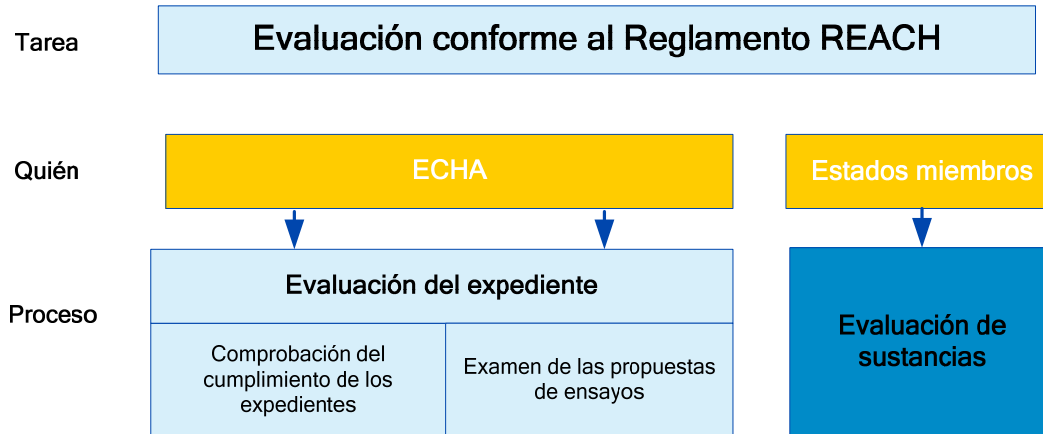 Tarea
Evaluación conforme al Reglamento REACH
Quién
ECHA
Estados miembros
Proceso
Evaluación del expediente
Comprobación del
cumplimiento de los
expedientes
Examen de las propuestas
de ensayos
Evaluación de
sustancias